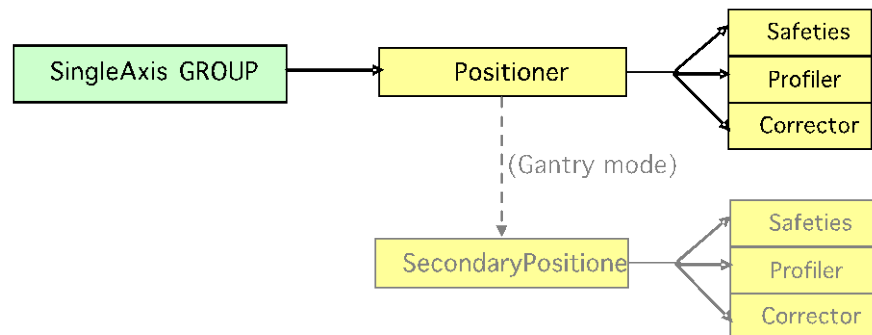 Safeties
SingleAxis GROUP
Positioner
Profiler
Corrector
(Gantry mode)
Safeties
SecondaryPositione
Profiler
Corrector